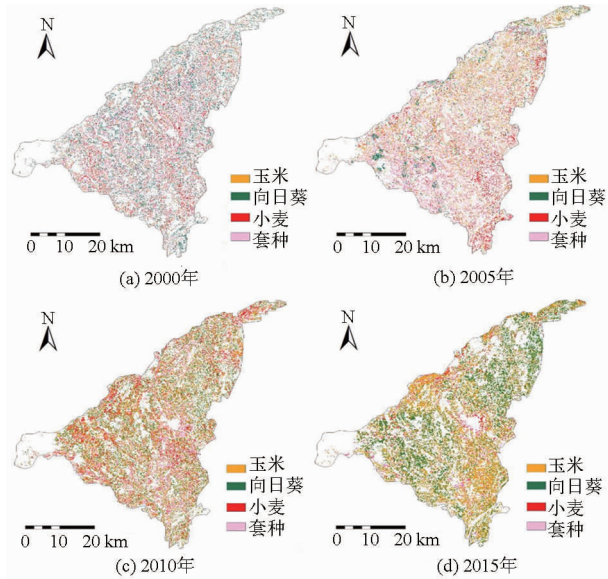 N
N
玉米
向日葵
小麦
套种
玉米
向日葵
小麦
套种
0 10 20 km
0 10 20 km
(a) 2000年
(b) 2005年
N
N
玉米
向日葵
小麦
套种
玉米
向日葵
小麦
套种
0 10 20 km
0 10 20 km
(c) 2010年
(d) 2015年